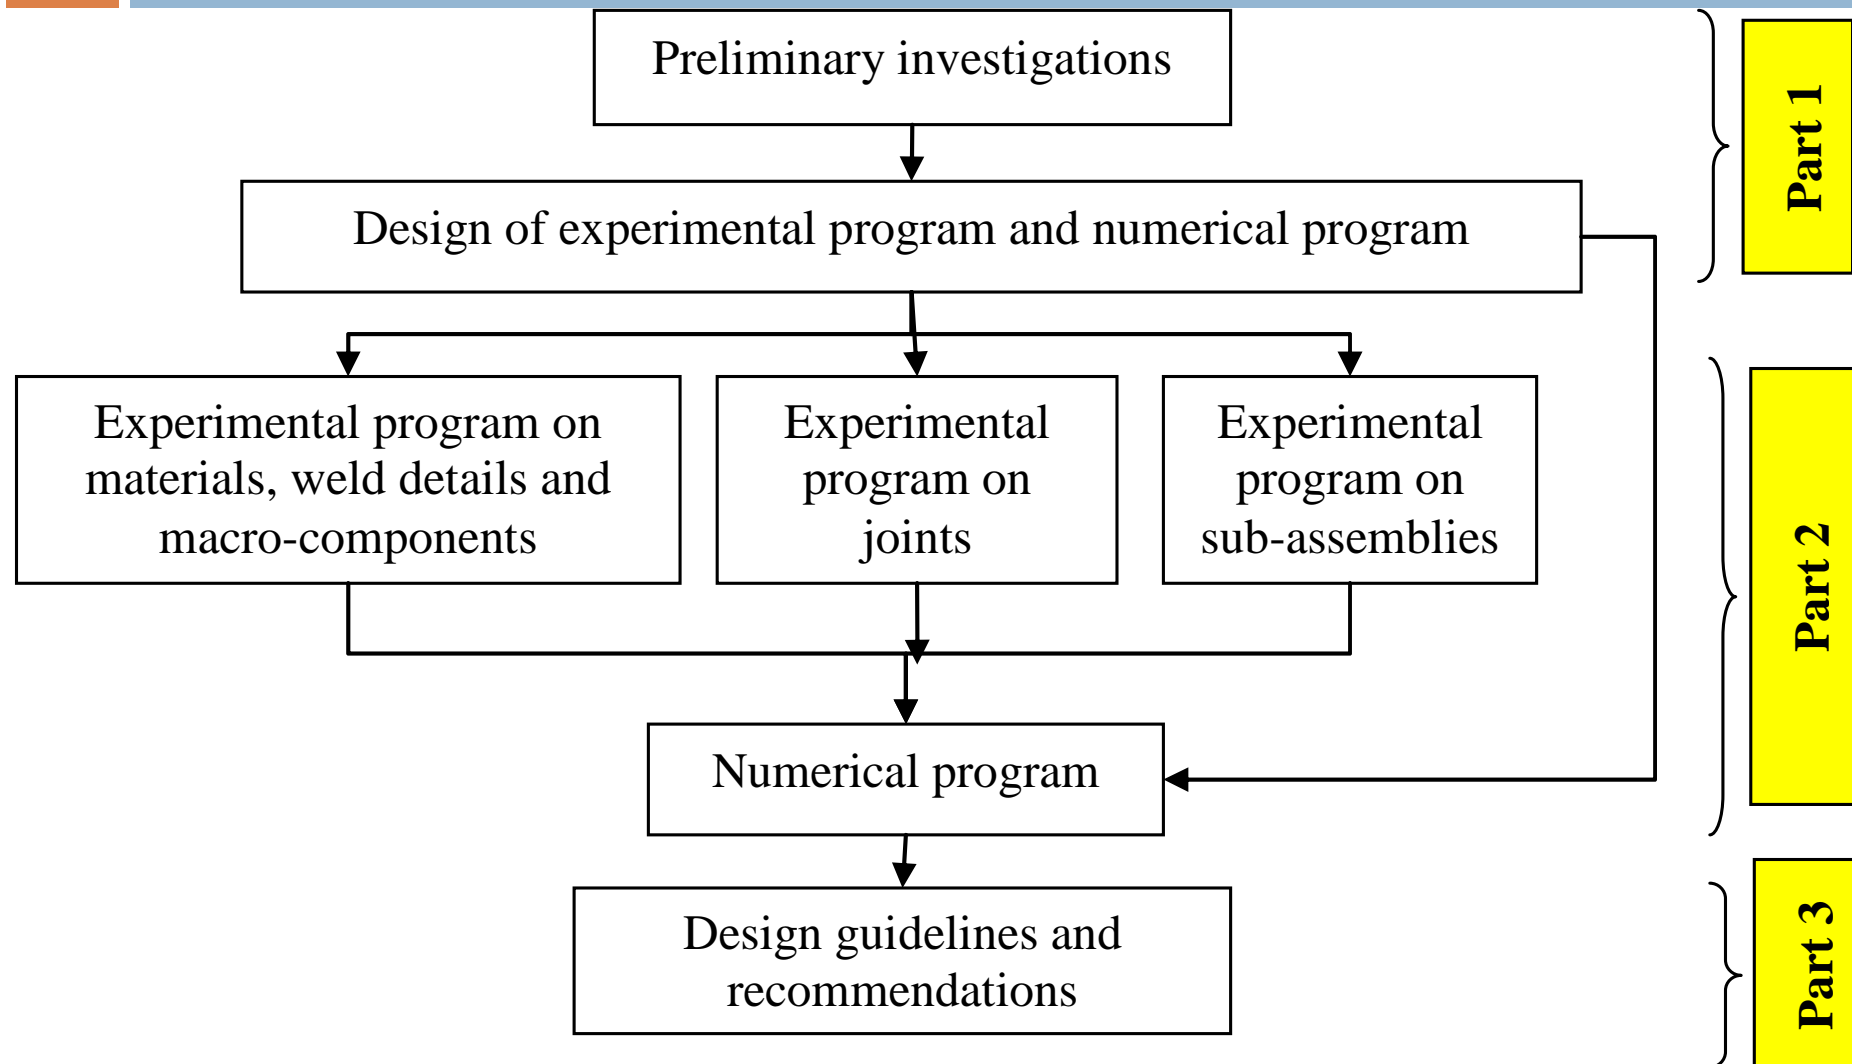 Preliminary investigations
Part 1
Design of experimental program and numerical program
Experimental program on
materials, weld details and
macro-components
Experimental
program on
joints
Experimental
program on
sub-assemblies
Part 2
Numerical program
Design guidelines and
recommendations
Part 3